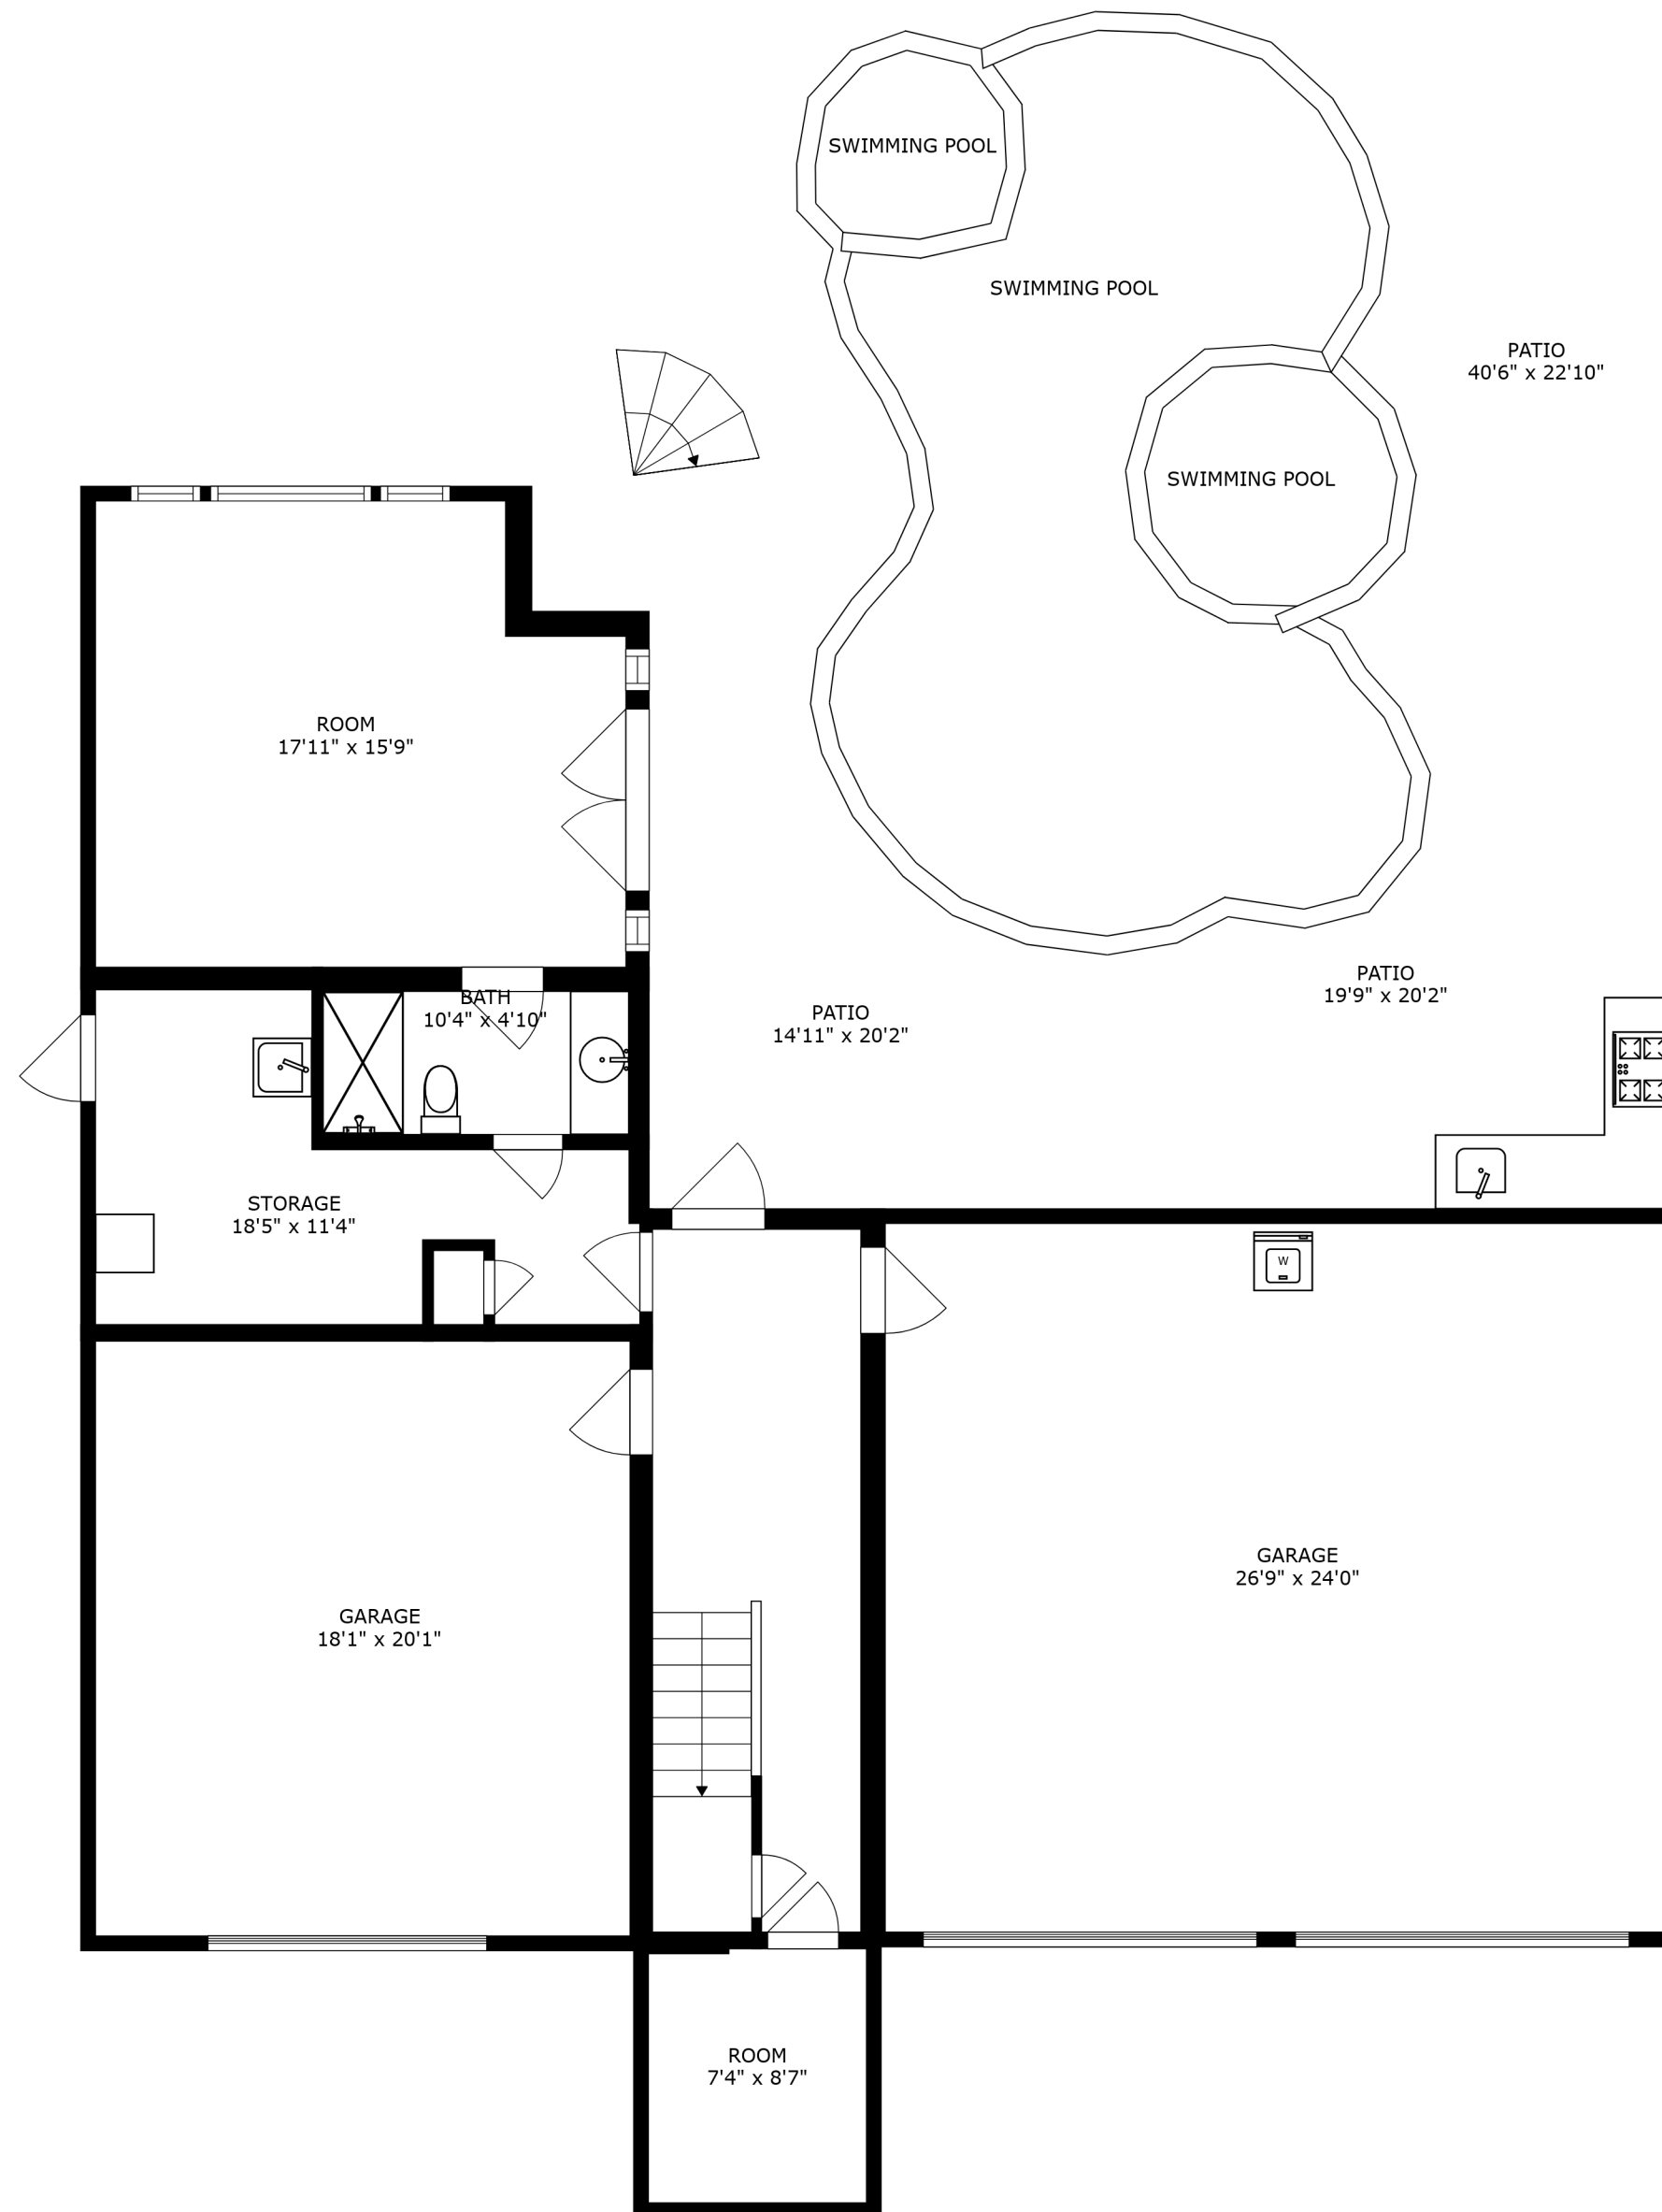 SWIMMING POOL
SWIMMING POOL
PATIO
40'6" x 22'10"
SWIMMING POOL
ROOM
17'11" x 15'9"
PATIO
19'9" x 20'2"
BATH
10'4" x 4'10"
PATIO
14'11" x 20'2"
STORAGE
18'5" x 11'4"
W
GARAGE
26'9" x 24'0"
GARAGE
18'1" x 20'1"
ROOM
7'4" x 8'7"